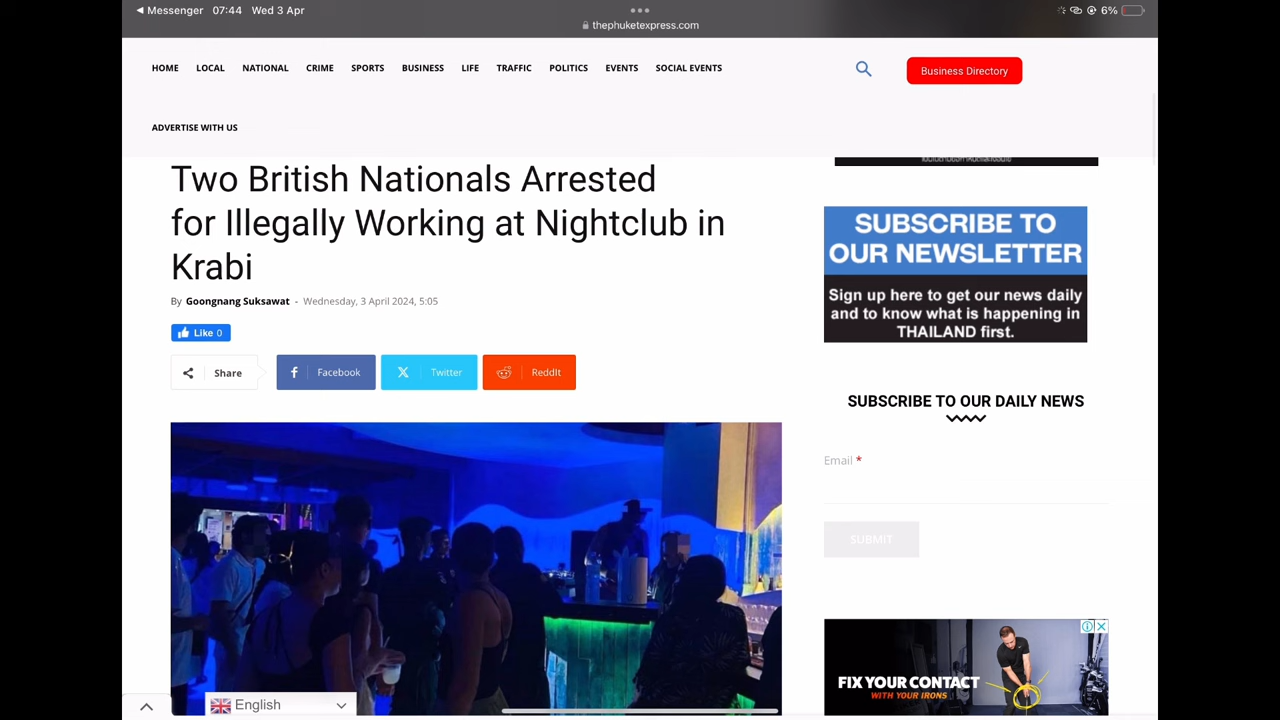 Messenger 07:44 Wed 3 Apr
6%
thephuketexpress.com
HOME LOCAL NATIONAL CRIME SPORTS BUSINESS LIFE TRAFFIC POLITICS EVENTS SOCIAL EVENTS
Business Directory
ADVERTISE WITH US
Two British Nationals Arrested
for Illegally Working at Nightclub in
Krabi
By Goongnang Suksawat - Wednesday, 3 April 2024, 5:05
Like 0
Share
Facebook
Twitter
ReddIt
SUBSCRIBE TO
OUR NEWSLETTER
Sign up here to get our news daily
and to know what is happening in
THAILAND first.
SUBSCRIBE TO OUR DAILY NEWS
Email *
SUBMIT
FIX YOUR CONTACT
WITH YOUR IRONS
English